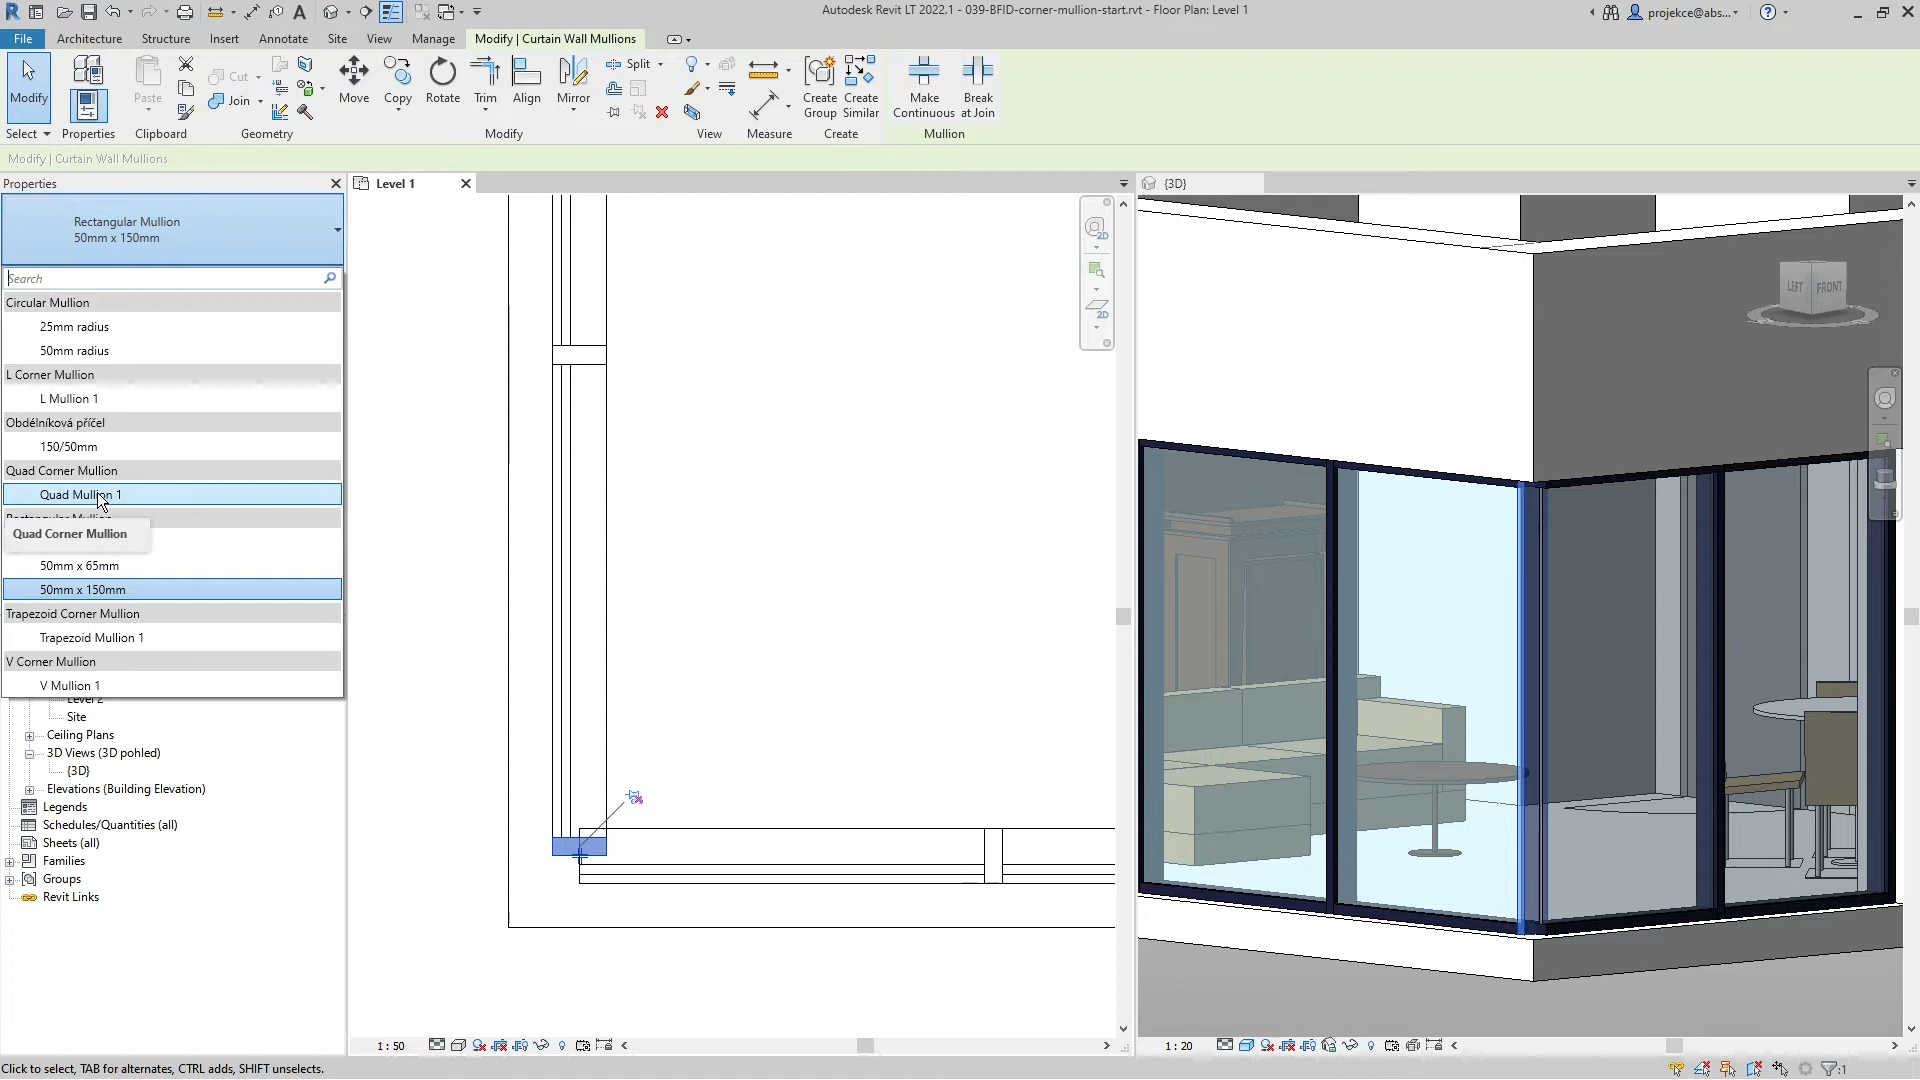 Autodesk Revit LT 2022.1 - 039-BFID-corner-mullion-start.rvt - Floor Plan: Level 1
projekce@abs...
File
Architecture
Structure
Insert
Annotate
Site
View
Manage
Modify | Curtain Wall Mullions
Modify
Paste
Cut
Join
Move
Copy
Rotate
Trim
Align
Mirror
Split
Create
Group
Create
Similar
Make
Continuous
Break
at Join
Select
Properties
Clipboard
Geometry
Modify
View
Measure
Create
Mullion
Modify | Curtain Wall Mullions
Properties
Level 1
{3D}
Rectangular Mullion
50mm x 150mm
Search
Circular Mullion
25mm radius
50mm radius
L Corner Mullion
L Mullion 1
Obdélníková příčel
150/50mm
Quad Corner Mullion
Quad Mullion 1
Rectangular Mullion
Quad Corner Mullion
50mm x 65mm
50mm x 150mm
Trapezoid Corner Mullion
Trapezoid Mullion 1
V Corner Mullion
V Mullion 1
Level 2
Site
Ceiling Plans
3D Views (3D pohled)
{3D}
Elevations (Building Elevation)
Legends
Schedules/Quantities (all)
Sheets (all)
Families
Groups
Revit Links
2D
2D
LEFT
FRONT
1 : 50
1 : 20
Click to select, TAB for alternates, CTRL adds, SHIFT unselects.
:1